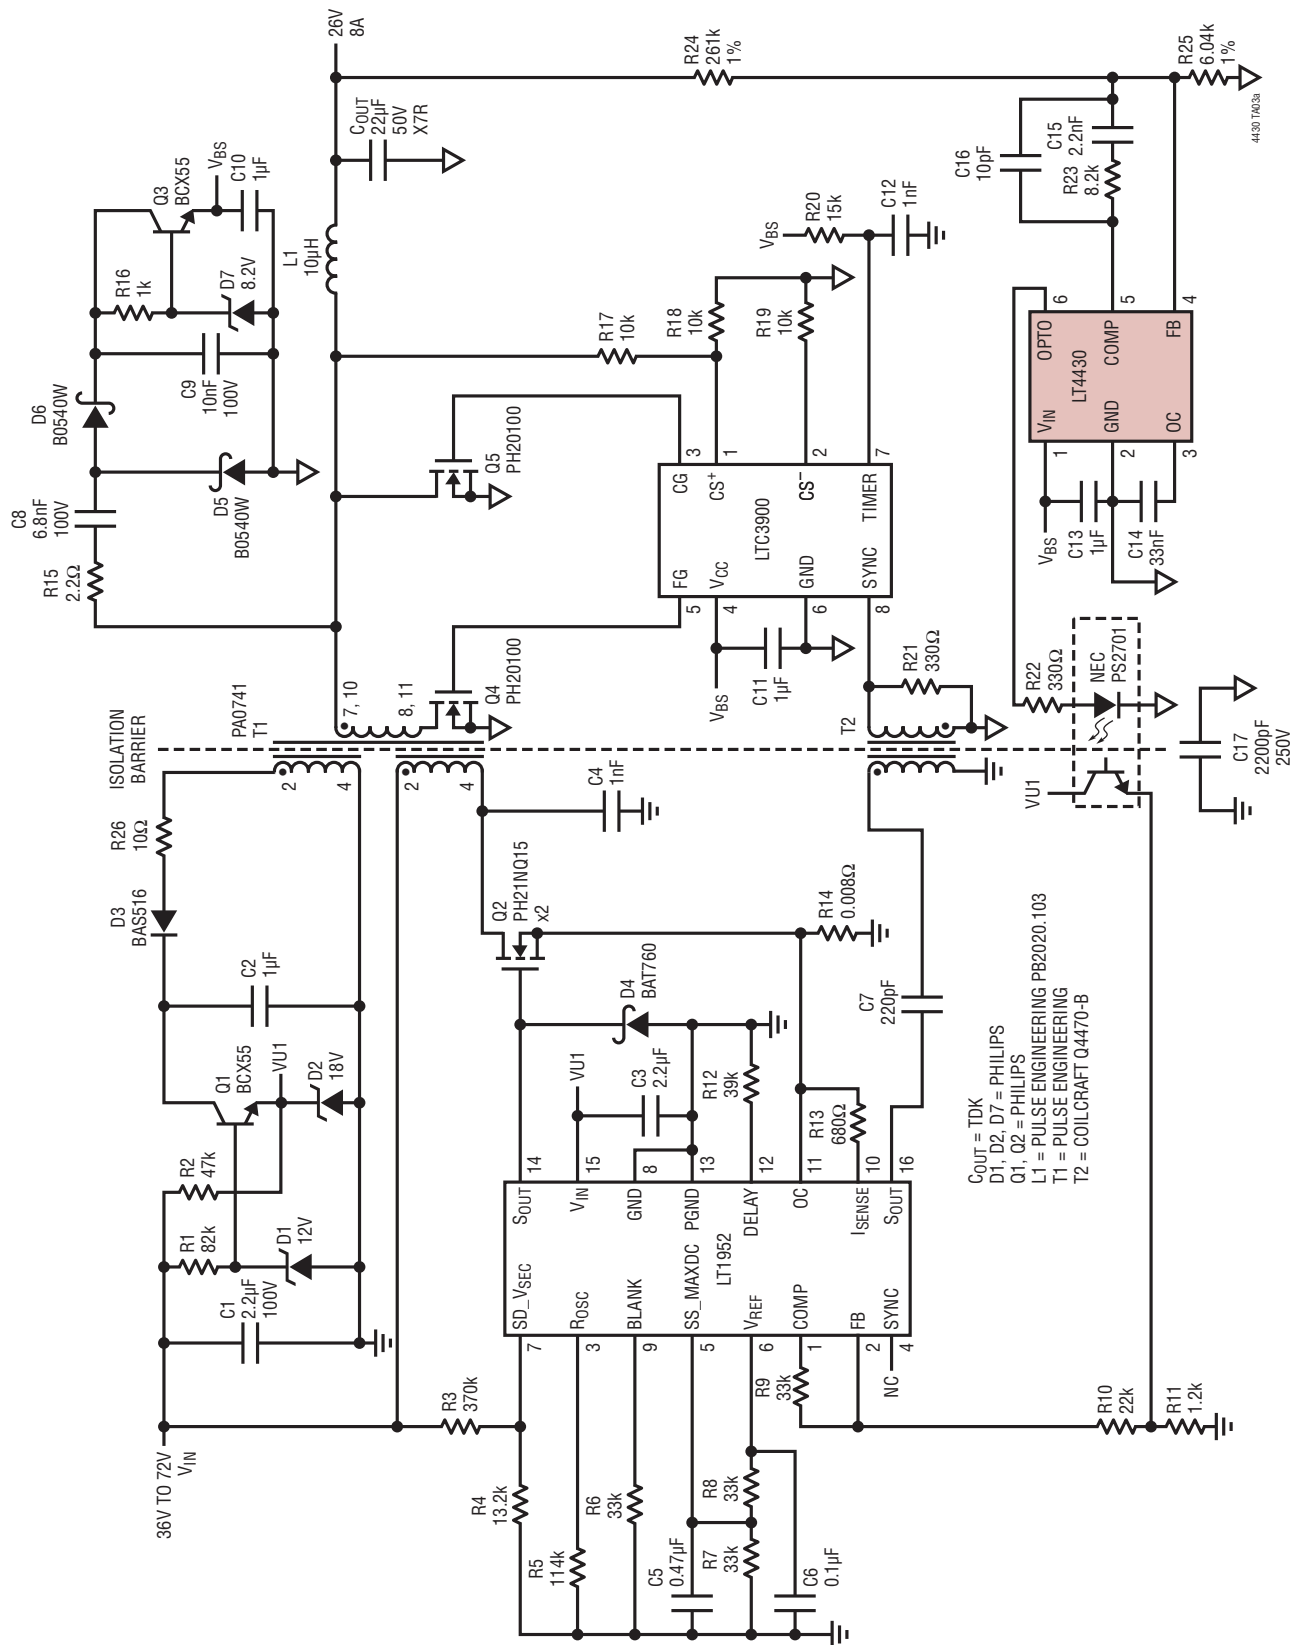 36V TO 72V
VIN
C1
2.2µF
100V
R1
82k
R2
47k
D1
12V
Q1
BCX55
VU1
D2
18V
C2
1µF
D3
BAS516
R26
10Ω
ISOLATION
BARRIER
PA0741
T1
2
4
2
4
7, 10
8, 11
R15
2.2Ω
C8
6.8nF
100V
D5
B0540W
D6
B0540W
C9
10nF
100V
R16
1k
D7
8.2V
Q3
BCX55
VBS
C10
1µF
L1
10µH
COUT
22µF
50V
X7R
26V
8A
R3
370k
R4
13.2k
R5
114k
R6
33k
C5
0.47µF
R7
33k
R8
33k
C6
0.1µF
R9
33k
NC
R10
22k
R11
1.2k
7
3
9
5
6
1
2
4
SD_VSEC
ROSC
BLANK
SS_MAXDC
VREF
COMP
FB
SYNC
LT1952
SOUT
VIN
GND
PGND
DELAY
OC
ISENSE
SOUT
14
15
8
13
12
11
10
16
VU1
C3
2.2µF
D4
BAT760
R12
39k
R13
680Ω
Q2
PH21NQ15
x2
C4
1nF
R14
0.008Ω
C7
220pF
T2
R21
330Ω
Q4
PH20100
Q5
PH20100
VBS
C11
1µF
5
4
6
8
FG
VCC
GND
SYNC
LTC3900
CG
CS+
CS–
TIMER
3
1
2
7
R17
10k
R18
10k
R19
10k
VBS
R20
15k
C12
1nF
R24
261k
1%
R25
6.04k
1%
VU1
NEC
PS2701
R22
330Ω
C17
2200pF
250V
VBS
C13
1µF
C14
33nF
1
2
3
VIN
GND
OC
LT4430
OPTO
COMP
FB
6
5
4
C16
10pF
R23
8.2k
C15
2.2nF
COUT = TDK
D1, D2, D7 = PHILIPS
Q1, Q2 = PHILIPS
L1 = PULSE ENGINEERING PB2020.103
T1 = PULSE ENGINEERING
T2 = COILCRAFT Q4470-B
4430 TA03a